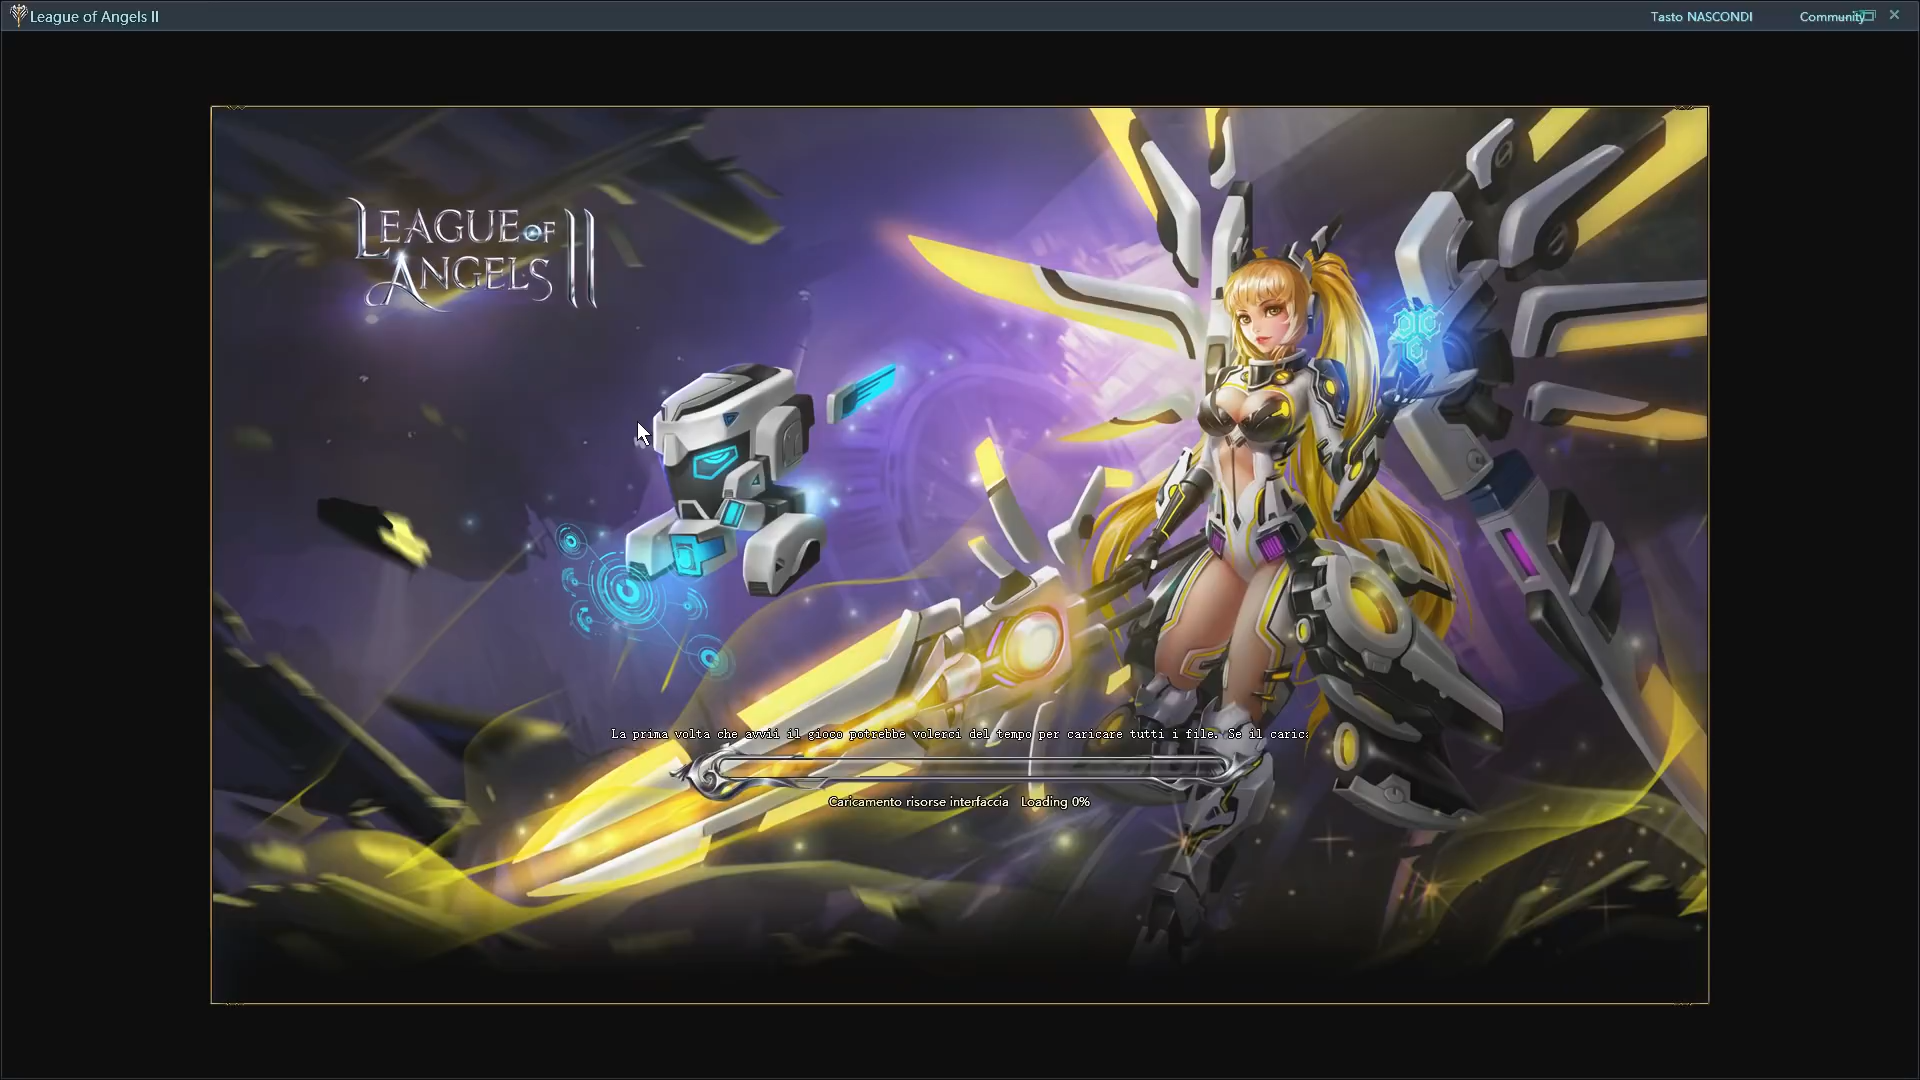 League of Angels II
Tasto NASCONDI
Community
LEAGUE OF
ANGELS II
La prima volta che avvii il gioco potrebbe volerci del tempo per caricare tutti i file. Se il caric
Caricamento risorse interfaccia Loading 0%